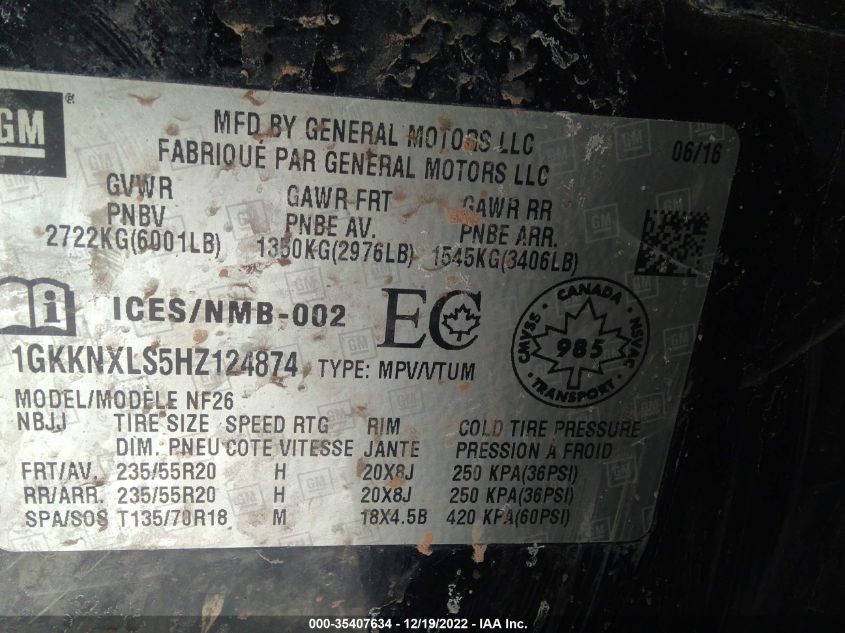 GM ®
MFD BY GENERAL MOTORS LLC
FABRIQUÉ PAR GENERAL MOTORS LLC
06/16
GVWR GAWR FRT GAWR RR
PNBV PNBE AV. PNBE ARR.
2722KG(6001LB) 1350KG(2976LB) 1545KG(3406LB)
i ICES/NMB-002 EC
CANADA
CMVSS 985 NSVAC
TRANSPORT
1GKKNXLS5HZ124874 TYPE: MPV/VTUM
MODEL/MODÈLE NF26
NBJJ TIRE SIZE SPEED RTG RIM COLD TIRE PRESSURE
DIM. PNEU COTE VITESSE JANTE PRESSION À FROID
FRT/AV. 235/55R20 H 20X8J 250 KPA(36PSI)
RR/ARR. 235/55R20 H 20X8J 250 KPA(36PSI)
SPA/SOS T135/70R18 M 18X4.5B 420 KPA(60PSI)
000-35407634 - 12/19/2022 - IAA Inc.